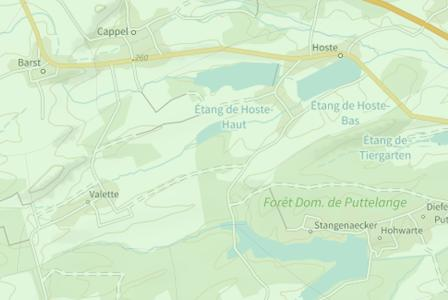 Cappel
Hoste
260
Barst
Étang de Hoste-
Haut
Étang de Hoste-
Bas
Étang de
Tiergarten
Valette
Forêt Dom. de Puttelange
Diefe
Put
Stangenaecker
Hohwarte